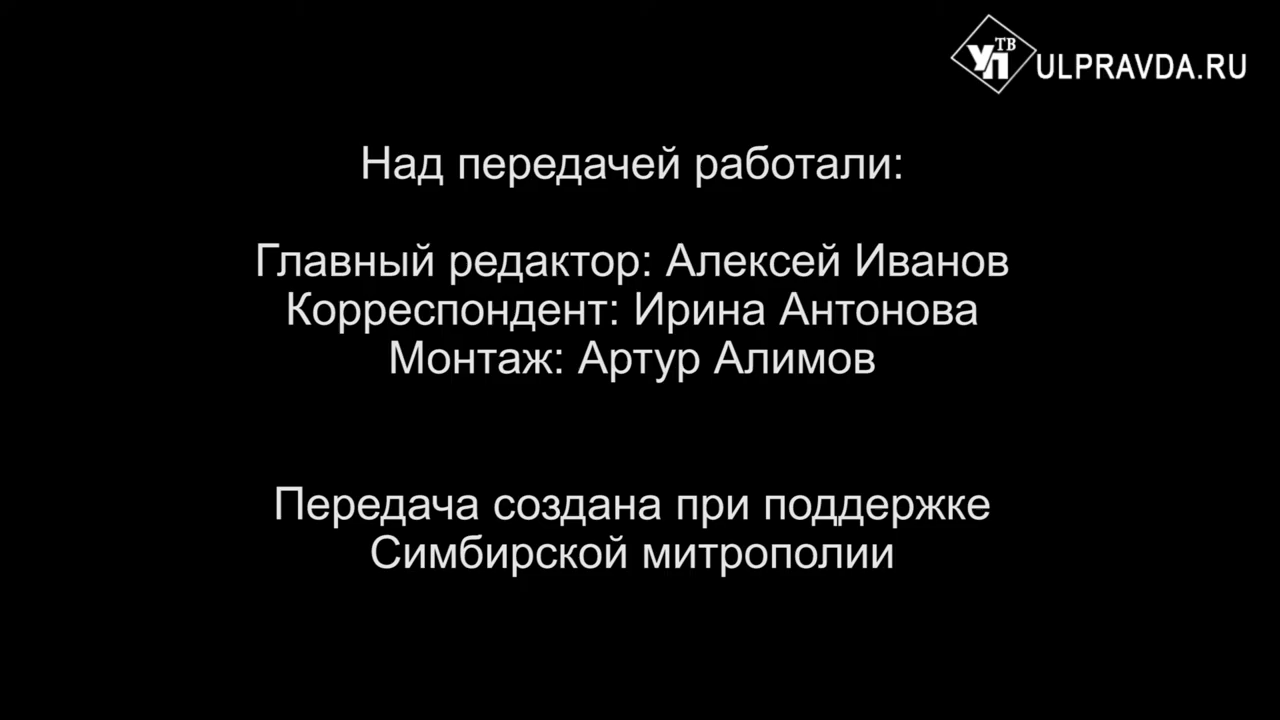 ТВ
УП
ULPRAVDA.RU
Над передачей работали:
Главный редактор: Алексей Иванов
Корреспондент: Ирина Антонова
Монтаж: Артур Алимов
Передача создана при поддержке
Симбирской митрополии